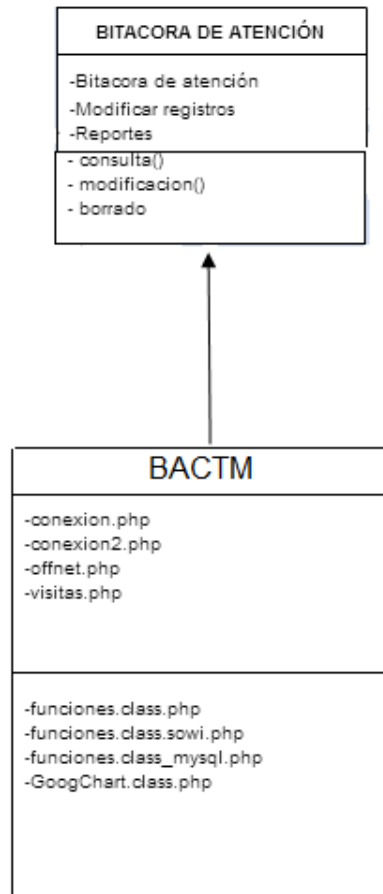 BITACORA DE ATENCIÓN
-Bitacora de atención
-Modificar registros
-Reportes
- consulta()
- modificacion()
- borrado
BACTM
-conexion.php
-conexion2.php
-offnet.php
-visitas.php
-funciones.class.php
-funciones.class.sowi.php
-funciones.class_mysql.php
-GoogChart.class.php